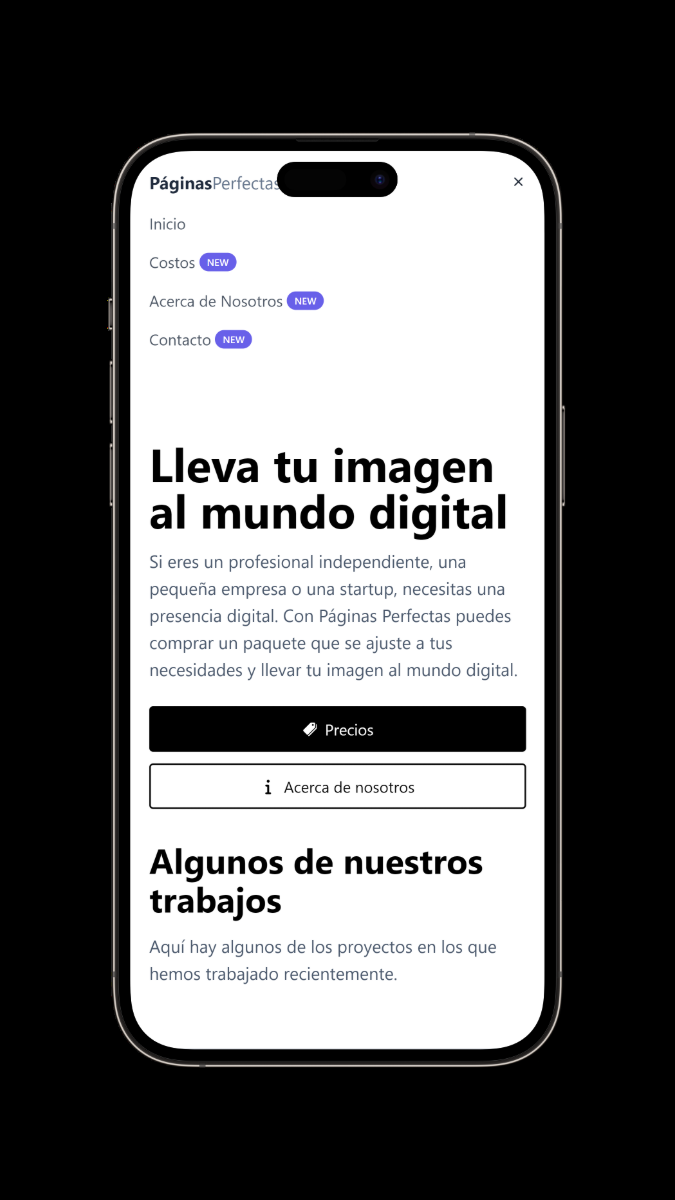 PáginasPerfectas
Inicio
Costos NEW
Acerca de Nosotros NEW
Contacto NEW
Lleva tu imagen
al mundo digital
Si eres un profesional independiente, una
pequeña empresa o una startup, necesitas una
presencia digital. Con Páginas Perfectas puedes
comprar un paquete que se ajuste a tus
necesidades y llevar tu imagen al mundo digital.
Precios
Acerca de nosotros
Algunos de nuestros
trabajos
Aquí hay algunos de los proyectos en los que
hemos trabajado recientemente.